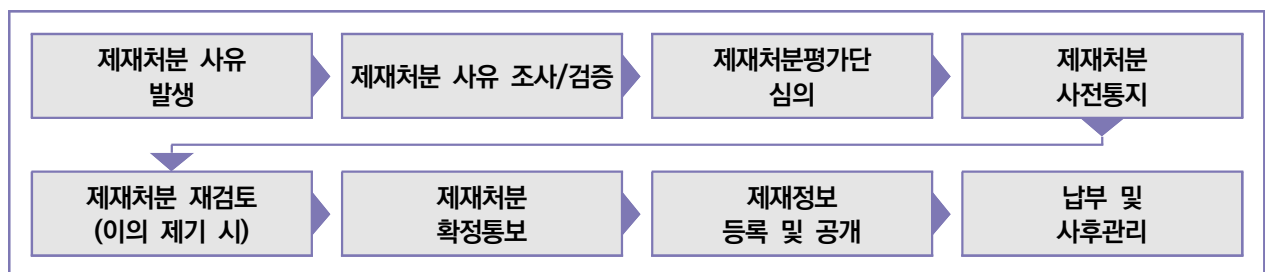 제재처분 사유
발생
제재처분 사유 조사/검증
제재처분평가단
심의
제재처분
사전통지
제재처분 재검토
(이의 제기 시)
제재처분
확정통보
제재정보
등록 및 공개
납부 및
사후관리